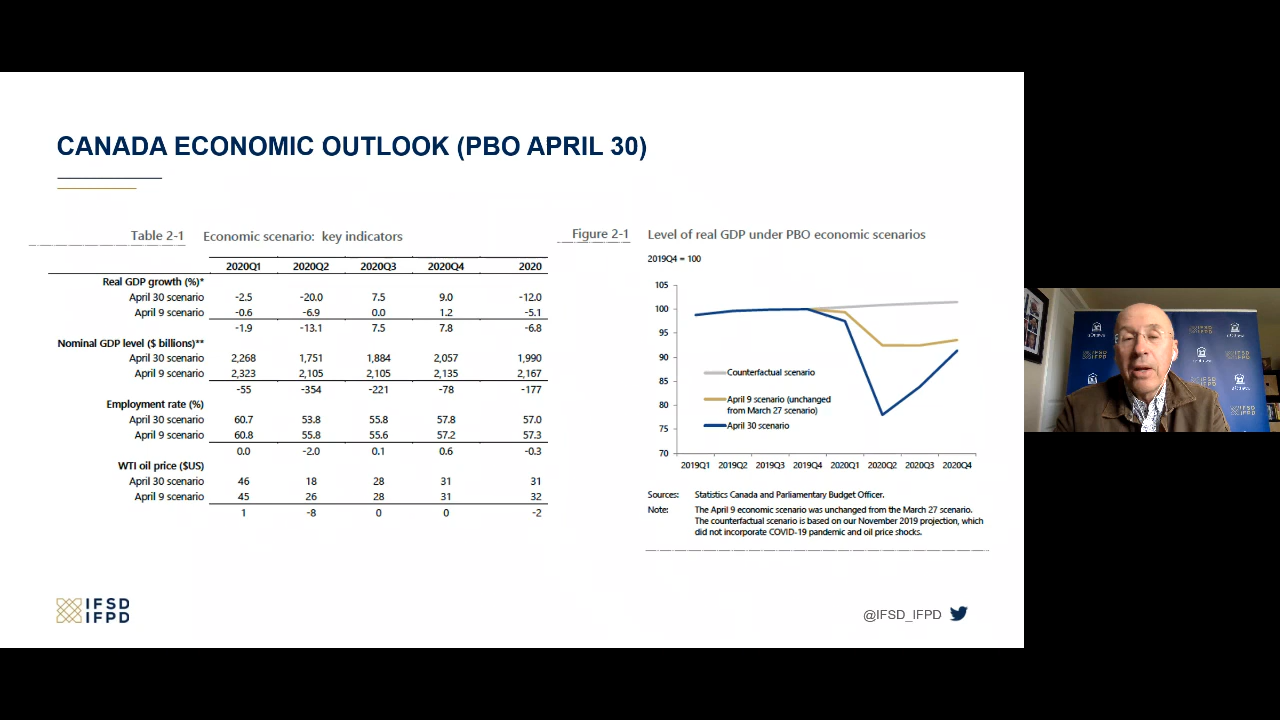 CANADA ECONOMIC OUTLOOK (PBO APRIL 30)
Table 2-1 Economic scenario: key indicators
2020Q1 2020Q2 2020Q3 2020Q4 2020
Real GDP growth (%)*
April 30 scenario -2.5 -20.0 7.5 9.0 -12.0
April 9 scenario -0.6 -6.9 0.0 1.2 -5.1
-1.9 -13.1 7.5 7.8 -6.8
Nominal GDP level ($ billions)**
April 30 scenario 2,268 1,751 1,884 2,057 1,990
April 9 scenario 2,323 2,105 2,105 2,135 2,167
-55 -354 -221 -78 -177
Employment rate (%)
April 30 scenario 60.7 53.8 55.8 57.8 57.0
April 9 scenario 60.8 55.8 55.6 57.2 57.3
0.0 -2.0 0.1 0.6 -0.3
WTI oil price ($US)
April 30 scenario 46 18 28 31 31
April 9 scenario 45 26 28 31 32
1 -8 0 0 -2
Figure 2-1 Level of real GDP under PBO economic scenarios
2019Q4 = 100
105
100
95
90
85
80
75
70
Counterfactual scenario
April 9 scenario (unchanged
from March 27 scenario)
April 30 scenario
2019Q1 2019Q2 2019Q3 2019Q4 2020Q1 2020Q2 2020Q3 2020Q4
Sources: Statistics Canada and Parliamentary Budget Officer.
Note: The April 9 economic scenario was unchanged from the March 27 scenario.
The counterfactual scenario is based on our November 2019 projection, which
did not incorporate COVID-19 pandemic and oil price shocks.
IFSD
IFPD
@IFSD_IFPD